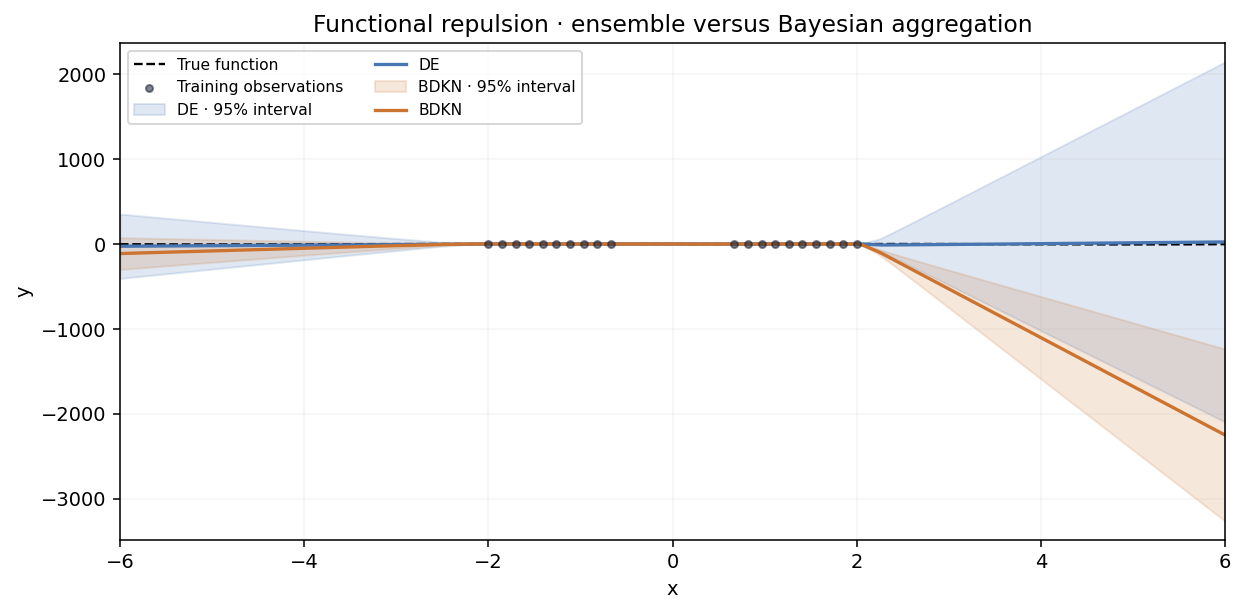 Functional repulsion · ensemble versus Bayesian aggregation
True function
Training observations
DE · 95% interval
DE
BDKN · 95% interval
BDKN
2000
1000
0
−1000
−2000
−3000
y
−6
−4
−2
0
2
4
6
x